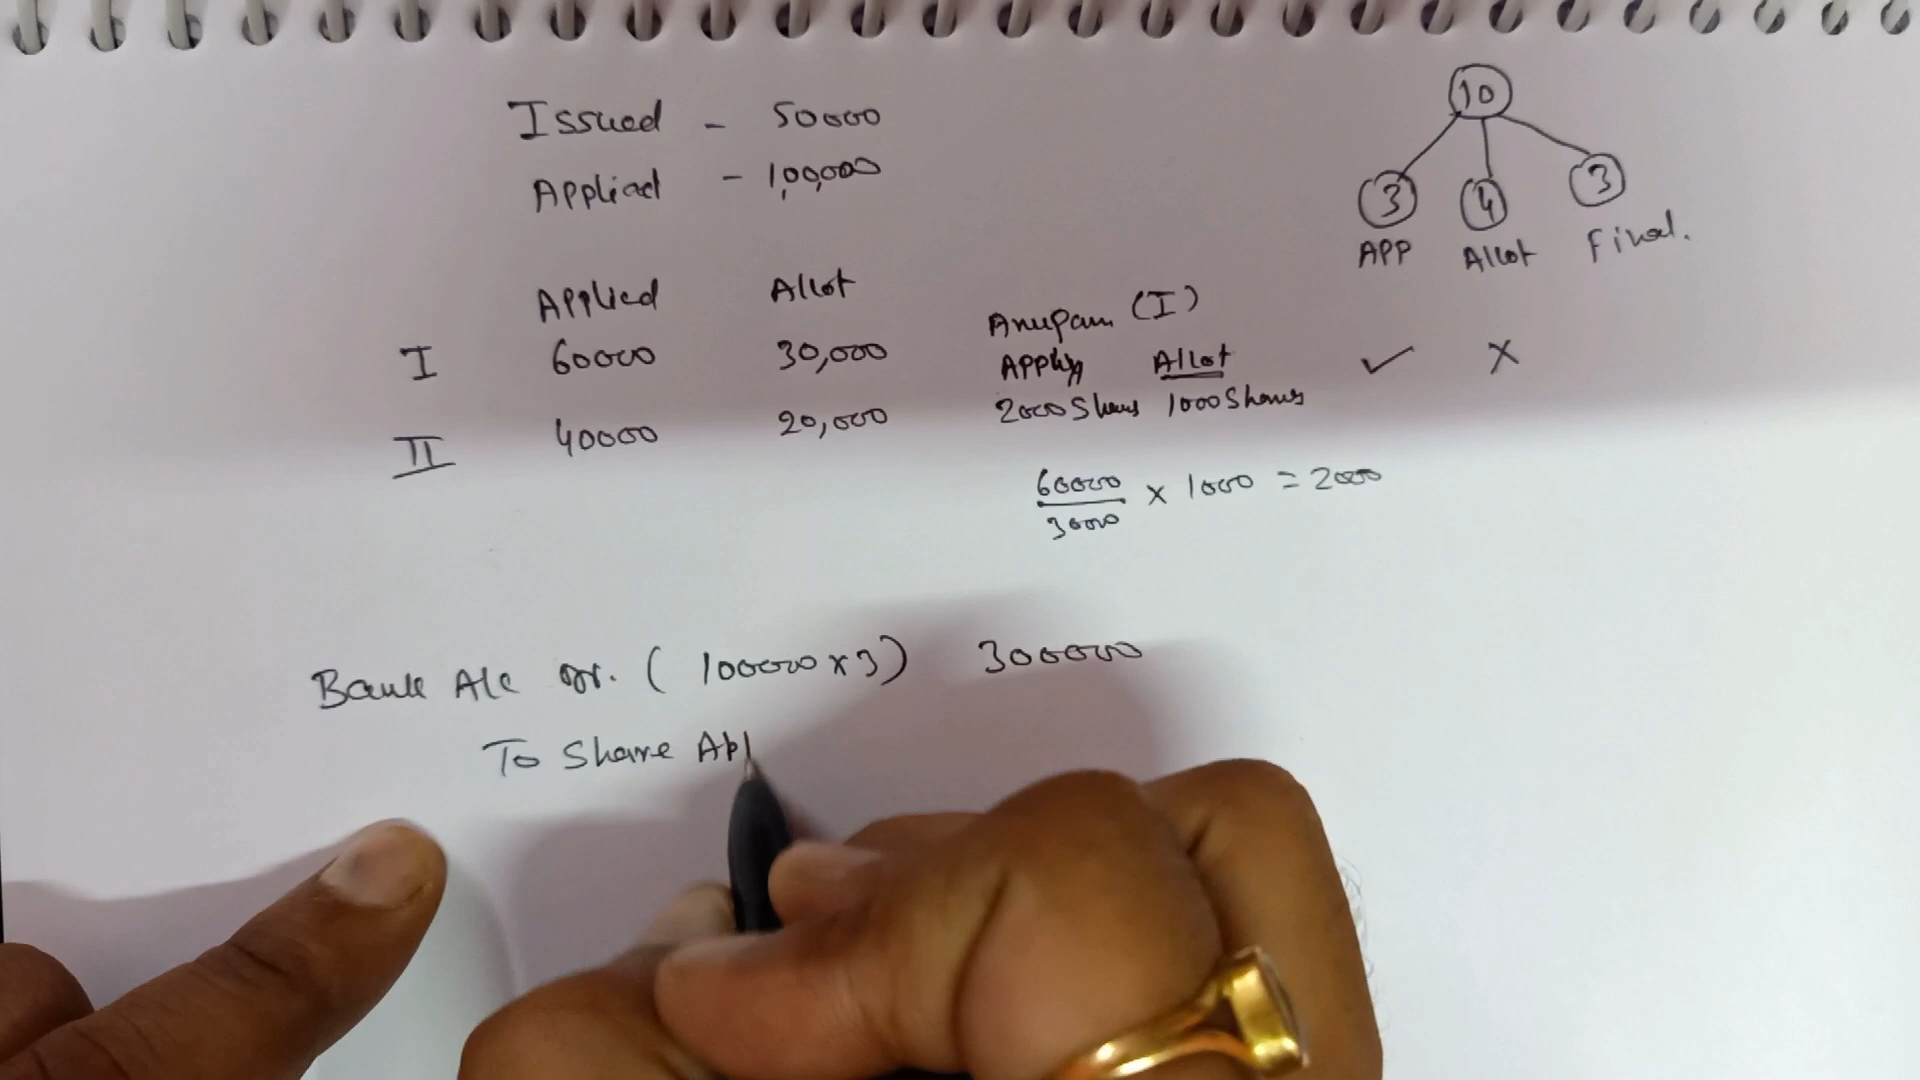 Issued - 50000
Applied - 1,00,000
10
3 4 3
APP Allot Final.
Applied Allot
I 60000 30,000
II 40000 20,000
Anupam (I)
Apply Allot ✓ X
2000 Shares 1000 Shares
60000
30000
x 1000 = 2000
Bank A/c Dr. ( 100000 x 3) 300000
To Share Apl